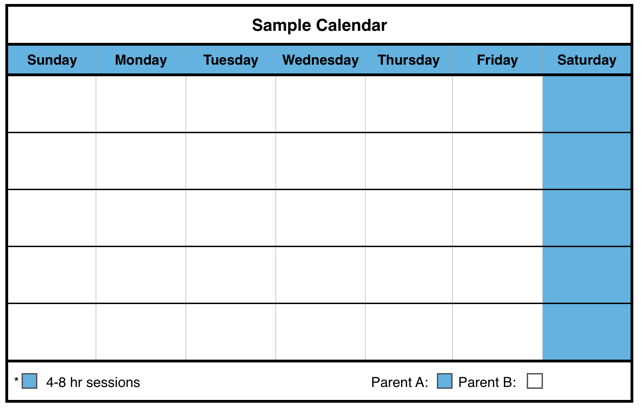 Sample Calendar
Sunday Monday Tuesday Wednesday Thursday Friday Saturday
* 4-8 hr sessions Parent A: Parent B: